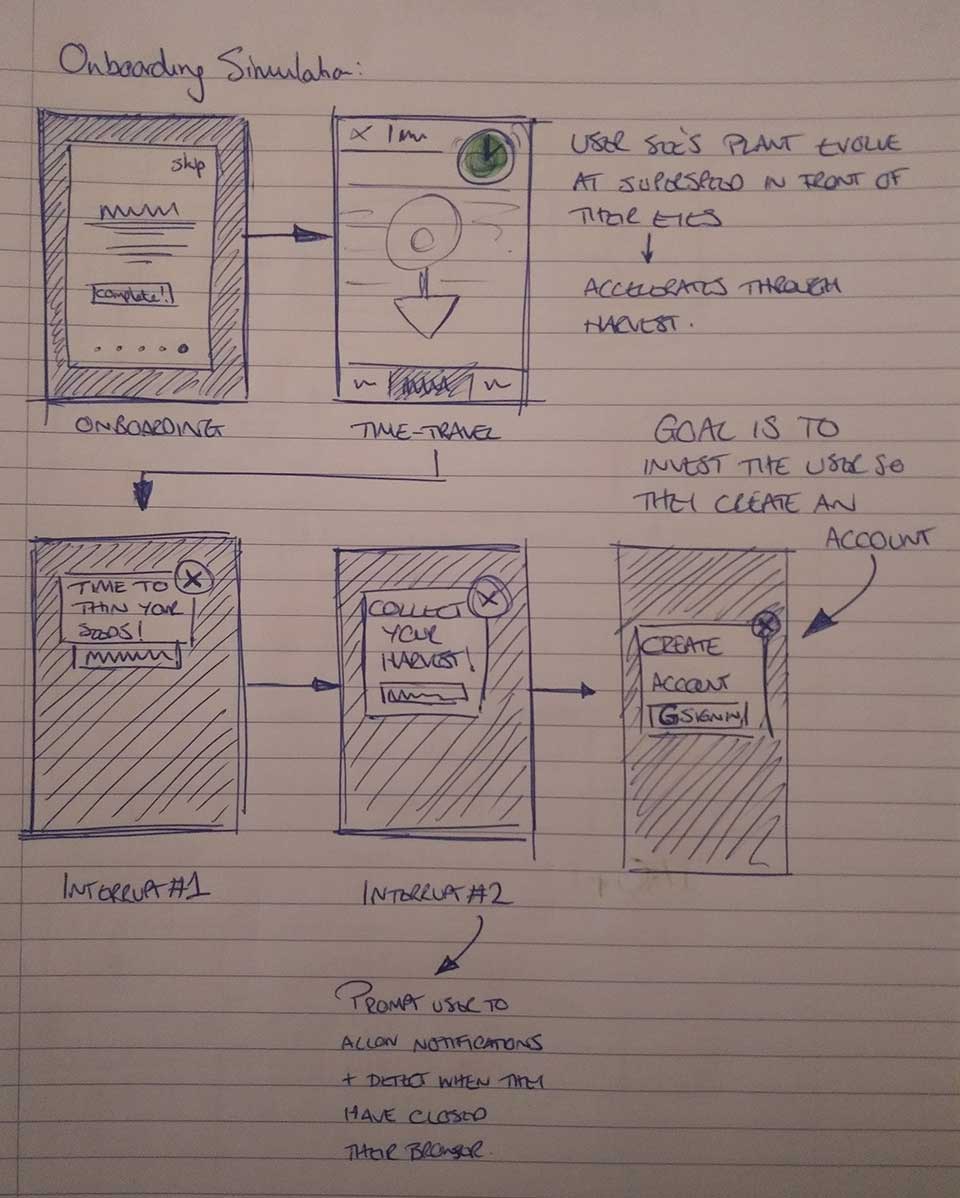 Onboarding Simulation:
skip
complete!
ONBOARDING
TIME-TRAVEL
USER SEE'S PLANT EVOLVE
AT SUPERSPEED IN FRONT OF
THEIR EYES
ACCELERATES THROUGH
HARVEST.
GOAL IS TO
INVEST THE USER SO
THEY CREATE AN
ACCOUNT
TIME TO
THIN YOUR
SEEDS!
COLLECT
YOUR
HARVEST!
CREATE
ACCOUNT
G SIGN IN
INTERRUPT #1
INTERRUPT #2
PROMPT USER TO
ALLOW NOTIFICATIONS
+ DETECT WHEN THEY
HAVE CLOSED
THEIR BROWSER.